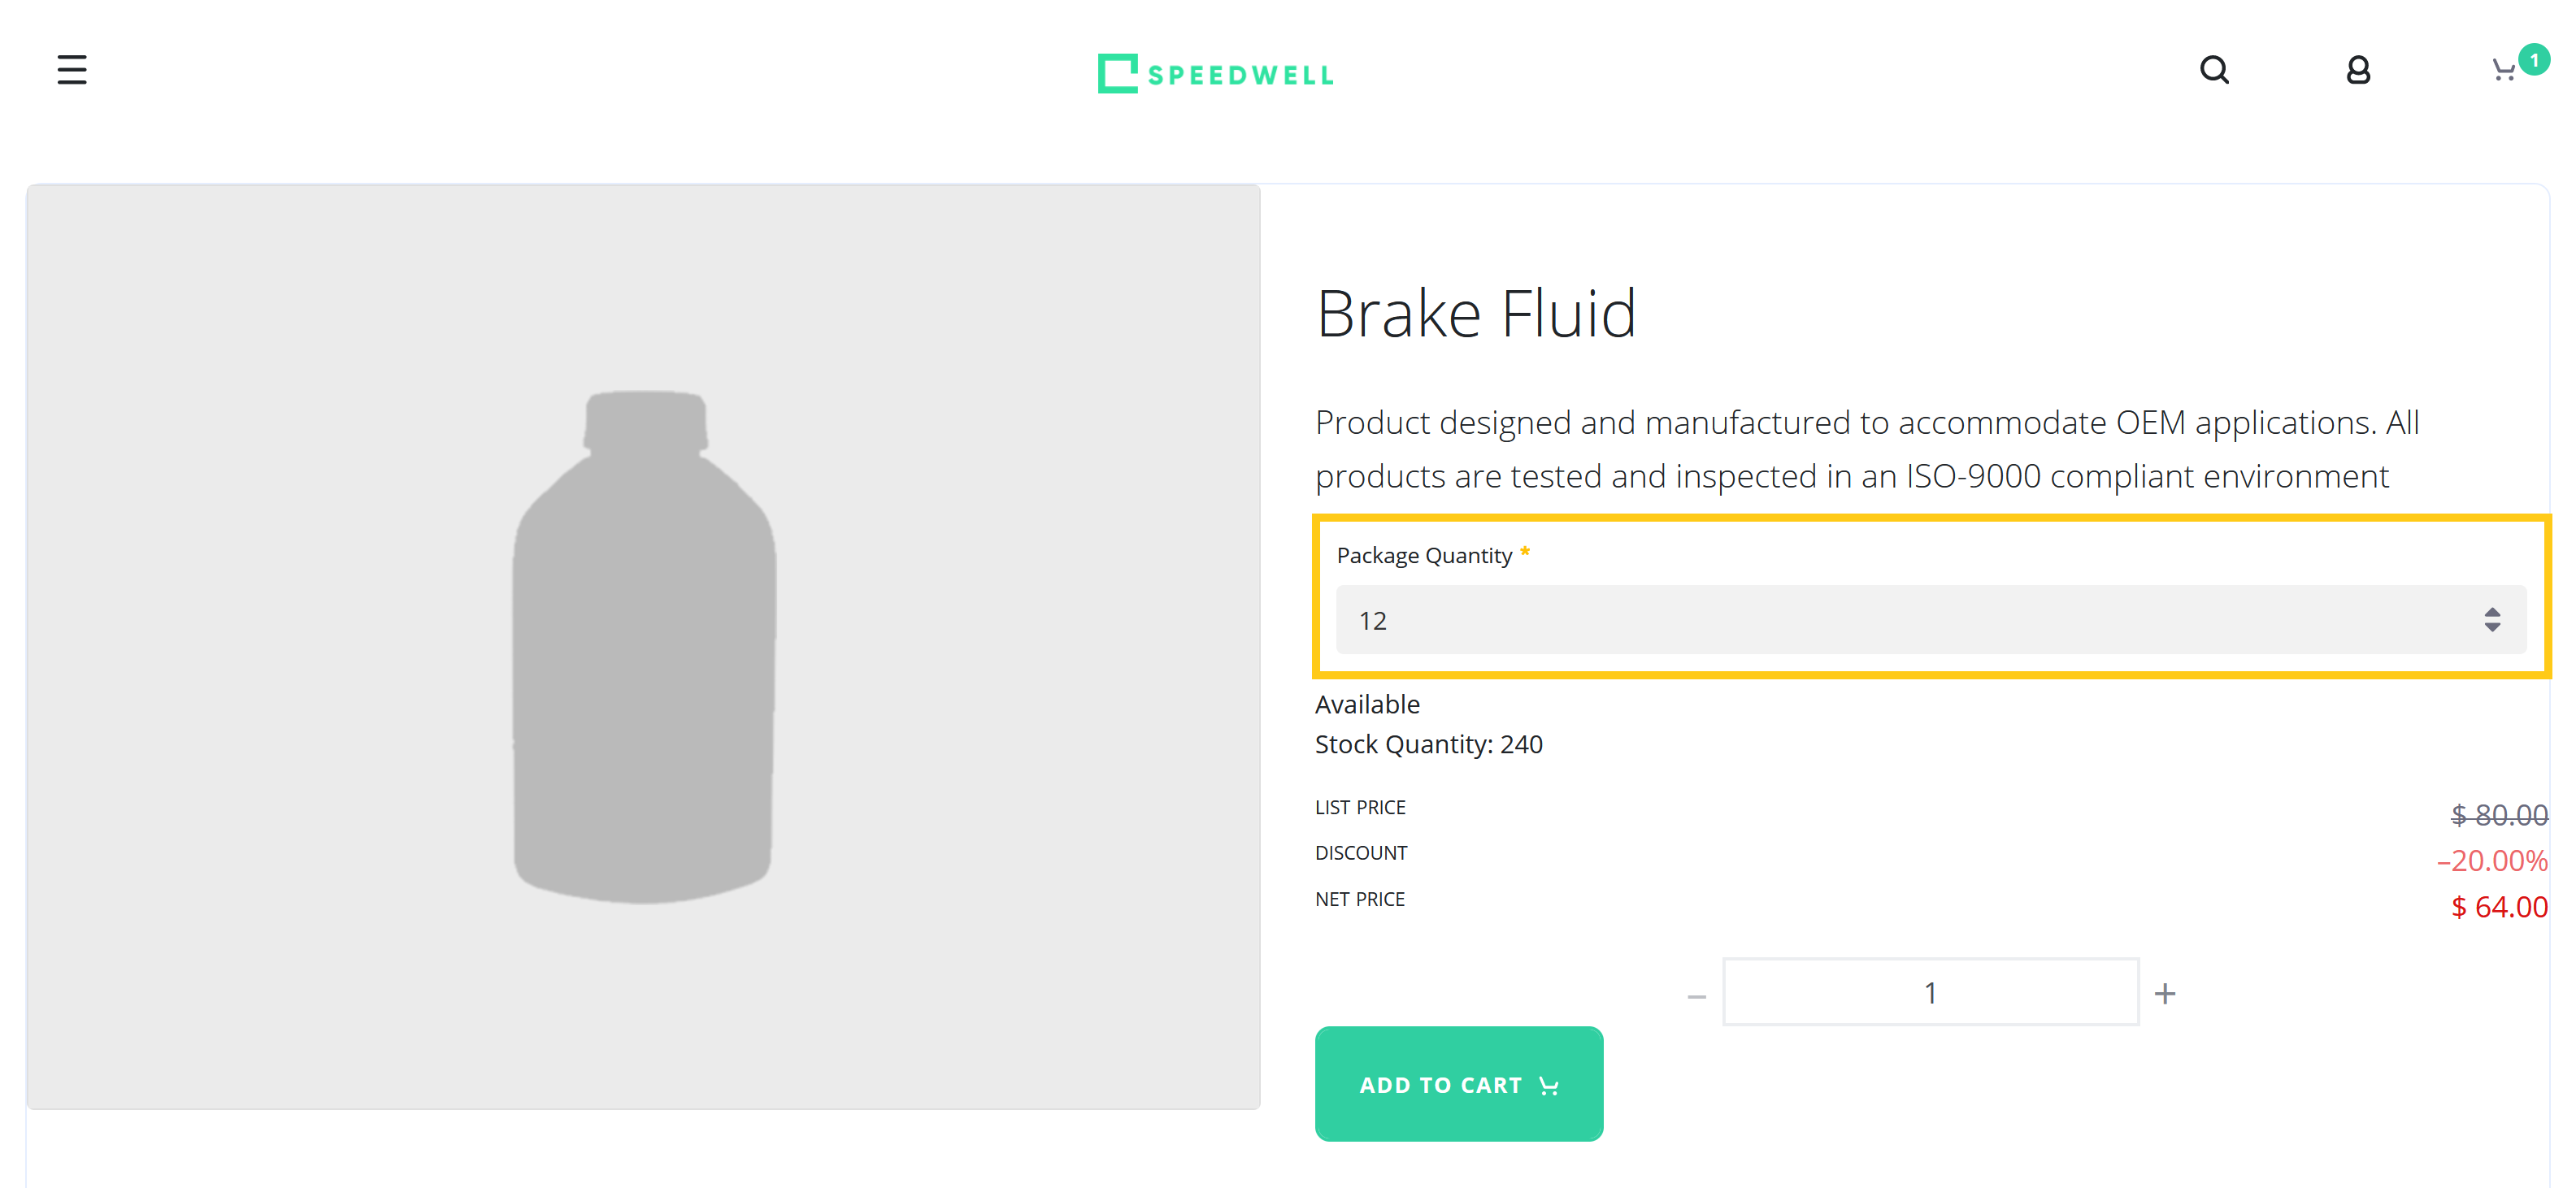 SPEEDWELL
1
Brake Fluid
Product designed and manufactured to accommodate OEM applications. All
products are tested and inspected in an ISO-9000 compliant environment
Package Quantity *
12
Available
Stock Quantity: 240
LIST PRICE
$ 80.00
DISCOUNT
–20.00%
NET PRICE
$ 64.00
– 1 +
ADD TO CART